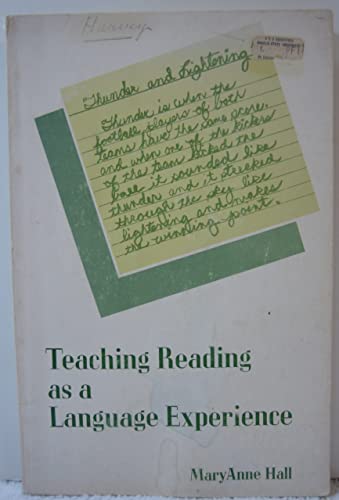 Harvey
Thunder and Lightening
Thunder is when the
football players of both
teams have the same score.
and when one of the kickers
of the team kicked the
ball it sounded like
thunder and it streaked
through the sky like
lightening and makes
the winning point.
Teaching Reading
as a
Language Experience
MaryAnne Hall